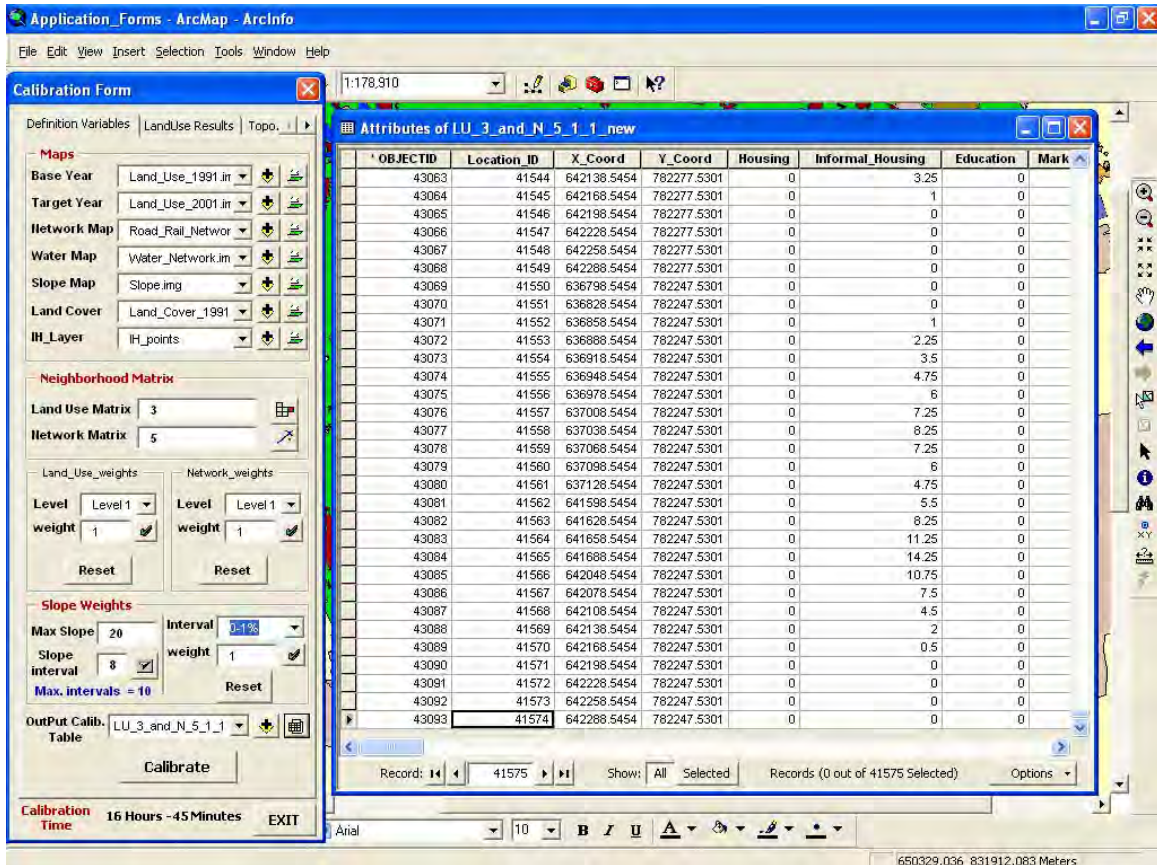 Application_Forms - ArcMap - ArcInfo
File Edit View Insert Selection Tools Window Help
1:178,910
Calibration Form
Definition Variables LandUse Results Topo.
Maps
Base Year Land_Use_1991.ir
Target Year Land_Use_2001.ir
Network Map Road_Rail_Networ
Water Map Water_Network.im
Slope Map Slope.img
Land Cover Land_Cover_1991
IH_Layer IH_points
Neighborhood Matrix
Land Use Matrix 3
Network Matrix 5
Land_Use_weights Network_weights
Level Level 1 Level Level 1
weight 1 weight 1
Reset Reset
Slope Weights
Max Slope 20 Interval 0-1%
Slope interval 8 weight 1
Max. intervals = 10 Reset
OutPut Calib. Table LU_3_and_N_5_1_1
Calibrate
Calibration Time 16 Hours -45 Minutes EXIT
Attributes of LU_3_and_N_5_1_1_new
OBJECTID Location_ID X_Coord Y_Coord Housing Informal_Housing Education Mark
43063 41544 642138.5454 782277.5301 0 3.25 0
43064 41545 642168.5454 782277.5301 0 1 0
43065 41546 642198.5454 782277.5301 0 0 0
43066 41547 642228.5454 782277.5301 0 0 0
43067 41548 642258.5454 782277.5301 0 0 0
43068 41549 642288.5454 782277.5301 0 0 0
43069 41550 636798.5454 782247.5301 0 0 0
43070 41551 636828.5454 782247.5301 0 0 0
43071 41552 636858.5454 782247.5301 0 1 0
43072 41553 636888.5454 782247.5301 0 2.25 0
43073 41554 636918.5454 782247.5301 0 3.5 0
43074 41555 636948.5454 782247.5301 0 4.75 0
43075 41556 636978.5454 782247.5301 0 6 0
43076 41557 637008.5454 782247.5301 0 7.25 0
43077 41558 637038.5454 782247.5301 0 8.25 0
43078 41559 637068.5454 782247.5301 0 7.25 0
43079 41560 637098.5454 782247.5301 0 6 0
43080 41561 637128.5454 782247.5301 0 4.75 0
43081 41562 641598.5454 782247.5301 0 5.5 0
43082 41563 641628.5454 782247.5301 0 8.25 0
43083 41564 641658.5454 782247.5301 0 11.25 0
43084 41565 641688.5454 782247.5301 0 14.25 0
43085 41566 642048.5454 782247.5301 0 10.75 0
43086 41567 642078.5454 782247.5301 0 7.5 0
43087 41568 642108.5454 782247.5301 0 4.5 0
43088 41569 642138.5454 782247.5301 0 2 0
43089 41570 642168.5454 782247.5301 0 0.5 0
43090 41571 642198.5454 782247.5301 0 0 0
43091 41572 642228.5454 782247.5301 0 0 0
43092 41573 642258.5454 782247.5301 0 0 0
43093 41574 642288.5454 782247.5301 0 0 0
Record: 41575 Show: All Selected Records (0 out of 41575 Selected) Options
Arial 10 B I U A
650329.036 831912.083 Meters